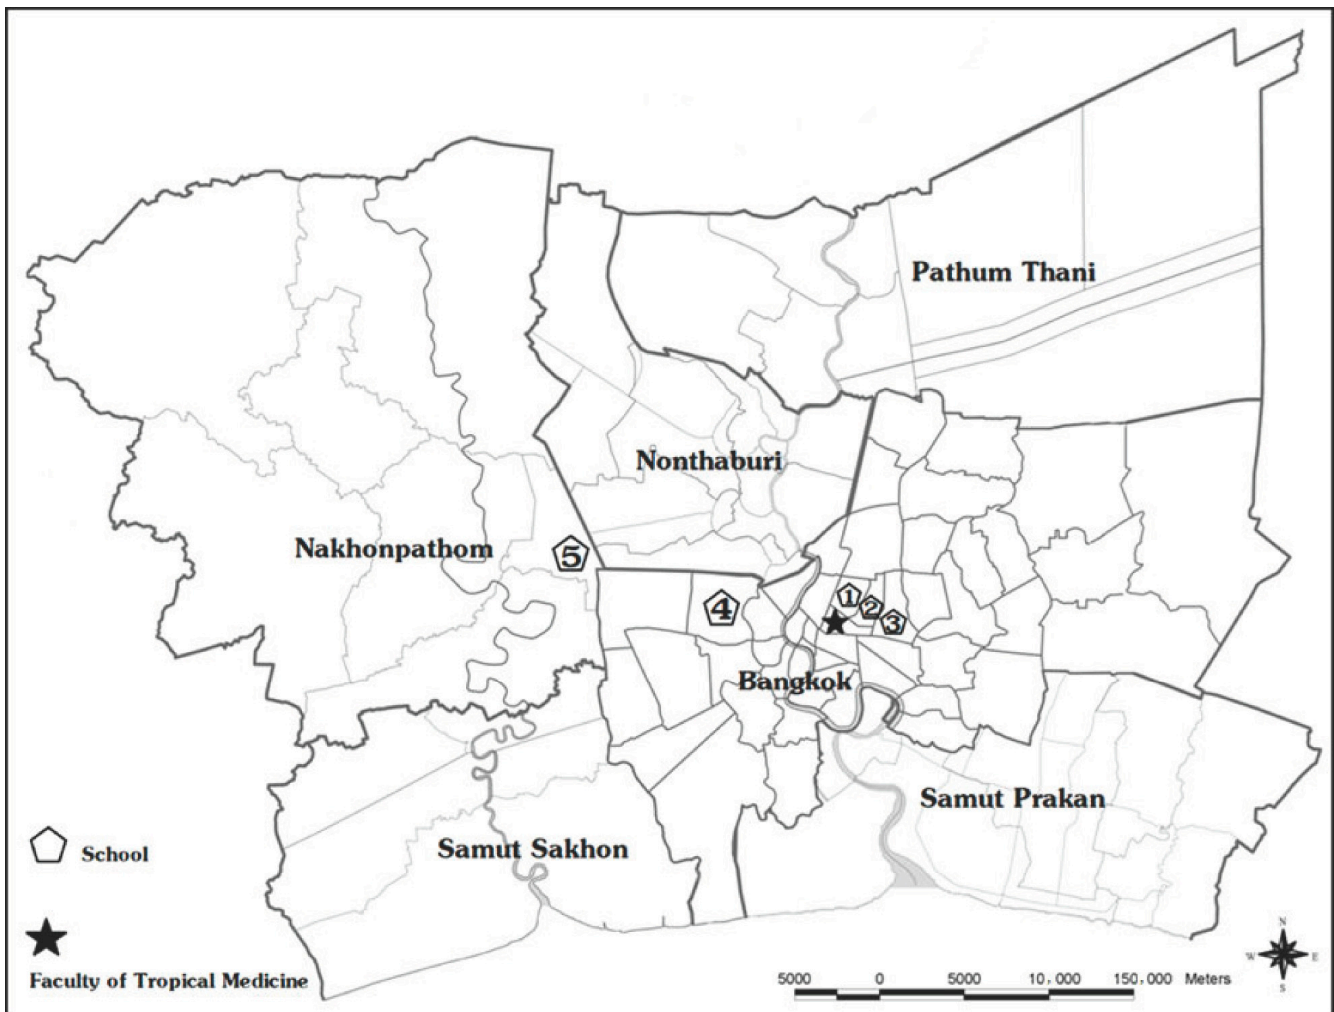 Pathum Thani
Nonthaburi
Nakhonpathom
5
4
1
2
3
Bangkok
Samut Prakan
Samut Sakhon
School
Faculty of Tropical Medicine
5000 0 5000 10,000 150,000 Meters
N
W E
S